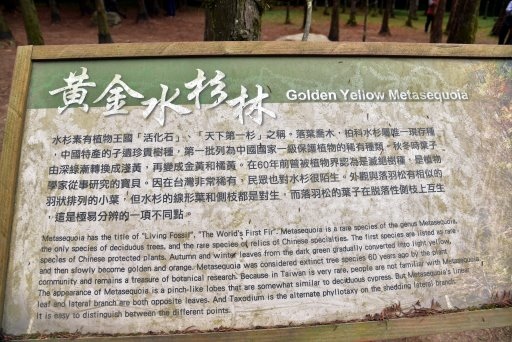 黃金水杉林 Golden Yellow Metasequoia
水杉素有植物王國「活化石」、「天下第一杉」之稱。落葉喬木，柏科水杉屬唯一現存種
，中國特產的孑遺珍貴樹種，第一批列為中國國家一級保護植物的稀有種類。秋冬時葉子
由深綠漸轉換成淺黃，再變成金黃和橘黃。在60年前曾被植物界認為是滅絕樹種，是植物
學家從事研究的寶貝。因在台灣非常稀有，民眾也對水杉很陌生。外觀與落羽松有相似的
羽狀排列的小葉，但水杉的線形葉和側枝都是對生，而落羽松的葉子在脫落性側枝上互生
，這是極易分辨的一項不同點。
Metasequoia has the title of "Living Fossil", "The World's First Fir". Metasequoia is a rare species of the genus Metasequoia,
the only species of deciduous trees, and the rare species of relics of Chinese specialties. The first species are listed as rare
species of Chinese protected plants. Autumn and winter leaves from the dark green gradually converted into light yellow,
and then slowly become golden and orange. Metasequoia was considered extinct tree species 60 years ago by the plant
community and remains a treasure of botanical research. Because in Taiwan is very rare, people are not familiar with Metasequoia.
The appearance of Metasequoia is a pinch-like lobes that are somewhat similar to deciduous cypress. But Metasequoia's linear
leaf and lateral branch are both opposite leaves. And Taxodium is the alternate phyllotaxy on the shedding lateral branch.
It is easy to distinguish between the different points.